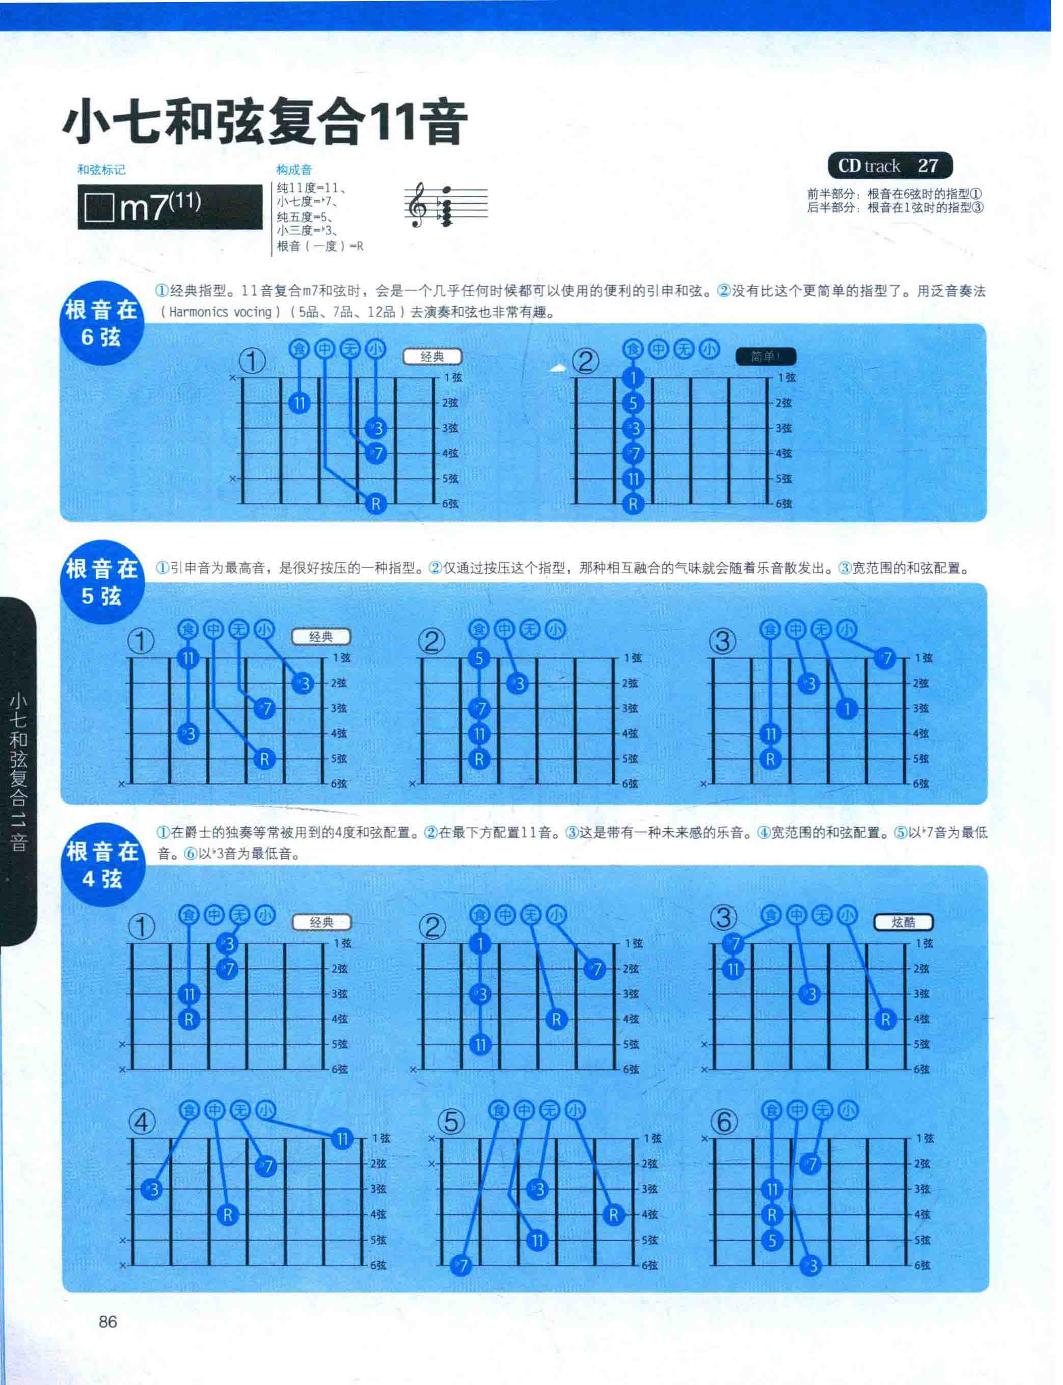 小七和弦复合11音
和弦标记
□m7(11)
构成音
纯11度=11、
小七度=♭7、
纯五度=5、
小三度=♭3、
根音（一度）=R
CD track 27
前半部分：根音在6弦时的指型①
后半部分：根音在1弦时的指型③
根音在
6弦
①经典指型。11音复合m7和弦时，会是一个几乎任何时候都可以使用的便利的引申和弦。②没有比这个更简单的指型了。用泛音奏法
（Harmonics vocing）（5品、7品、12品）去演奏和弦也非常有趣。
① 食 中 无 小 经典
× 1弦
11 2弦
♭3 3弦
♭7 4弦
× 5弦
R 6弦
② 食 中 无 小 简单！
1 1弦
5 2弦
♭3 3弦
♭7 4弦
11 5弦
R 6弦
根音在
5弦
①引申音为最高音，是很好按压的一种指型。②仅通过按压这个指型，那种相互融合的气味就会随着乐音散发出。③宽范围的和弦配置。
① 食 中 无 小 经典
11 1弦
♭3 2弦
♭7 3弦
♭3 4弦
R 5弦
× 6弦
② 食 中 无 小
5 1弦
♭3 2弦
♭7 3弦
11 4弦
R 5弦
× 6弦
③ 食 中 无 小
♭7 1弦
♭3 2弦
1 3弦
11 4弦
R 5弦
× 6弦
小七和弦复合11音
根音在
4弦
①在爵士的独奏等常被用到的4度和弦配置。②在最下方配置11音。③这是带有一种未来感的乐音。④宽范围的和弦配置。⑤以♭7音为最低
音。⑥以♭3音为最低音。
① 食 中 无 小 经典
♭3 1弦
♭7 2弦
11 3弦
R 4弦
× 5弦
× 6弦
② 食 中 无 小
1 1弦
♭7 2弦
♭3 3弦
R 4弦
11 5弦
× 6弦
③ 食 中 无 小 炫酷
♭7 1弦
11 2弦
♭3 3弦
R 4弦
× 5弦
× 6弦
④ 食 中 无 小
11 1弦
♭7 2弦
♭3 3弦
R 4弦
× 5弦
× 6弦
⑤ 食 中 无 小
× 1弦
× 2弦
♭3 3弦
R 4弦
11 5弦
♭7 6弦
⑥ 食 中 无 小
× 1弦
♭7 2弦
11 3弦
R 4弦
5 5弦
♭3 6弦
86